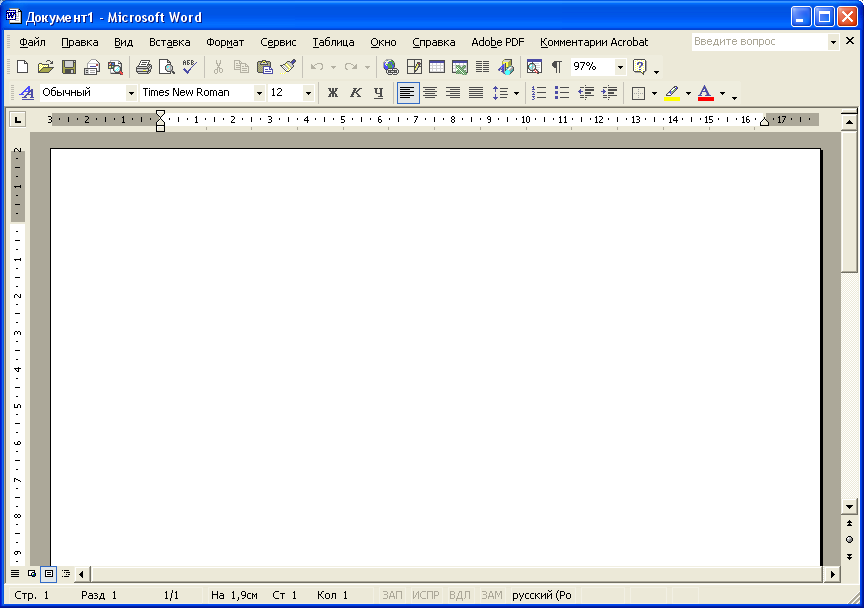 Документ1 - Microsoft Word
Файл Правка Вид Вставка Формат Сервис Таблица Окно Справка Adobe PDF Комментарии Acrobat Введите вопрос
97%
Обычный Times New Roman 12 Ж К Ч
3 2 1 1 2 3 4 5 6 7 8 9 10 11 12 13 14 15 16 17
2
1
1
2
3
4
5
6
7
8
9
Стр. 1 Разд 1 1/1 На 1,9см Ст 1 Кол 1 ЗАП ИСПР ВДЛ ЗАМ русский (Ро